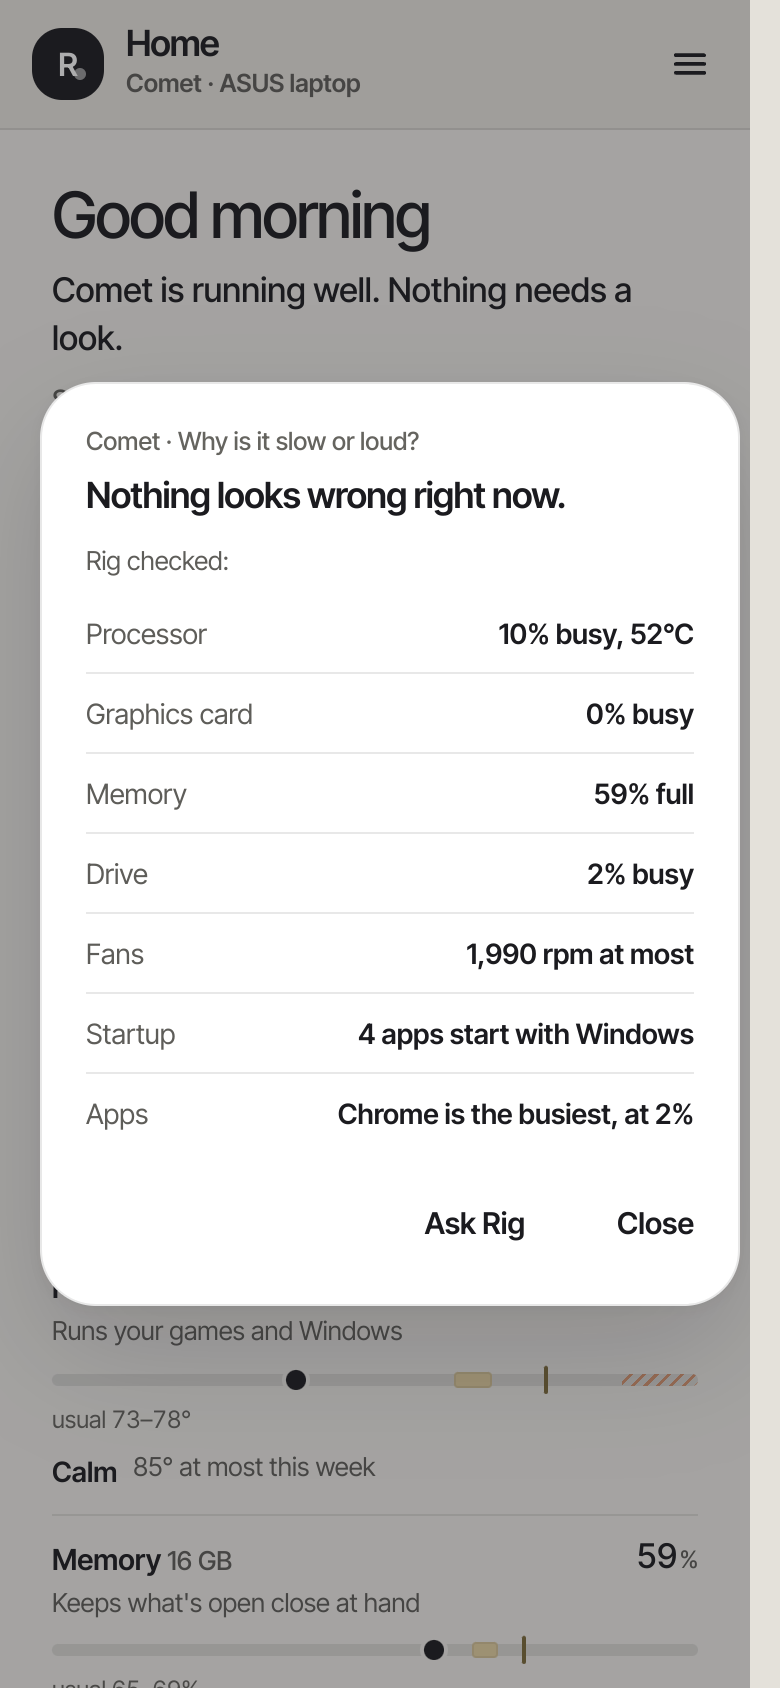 R
Home
Comet · ASUS laptop
Good morning
Comet is running well. Nothing needs a
look.
Comet · Why is it slow or loud?
Nothing looks wrong right now.
Rig checked:
Processor 10% busy, 52°C
Graphics card 0% busy
Memory 59% full
Drive 2% busy
Fans 1,990 rpm at most
Startup 4 apps start with Windows
Apps Chrome is the busiest, at 2%
Ask Rig Close
Runs your games and Windows
usual 73–78°
Calm 85° at most this week
Memory 16 GB 59%
Keeps what's open close at hand
usual 65–69%